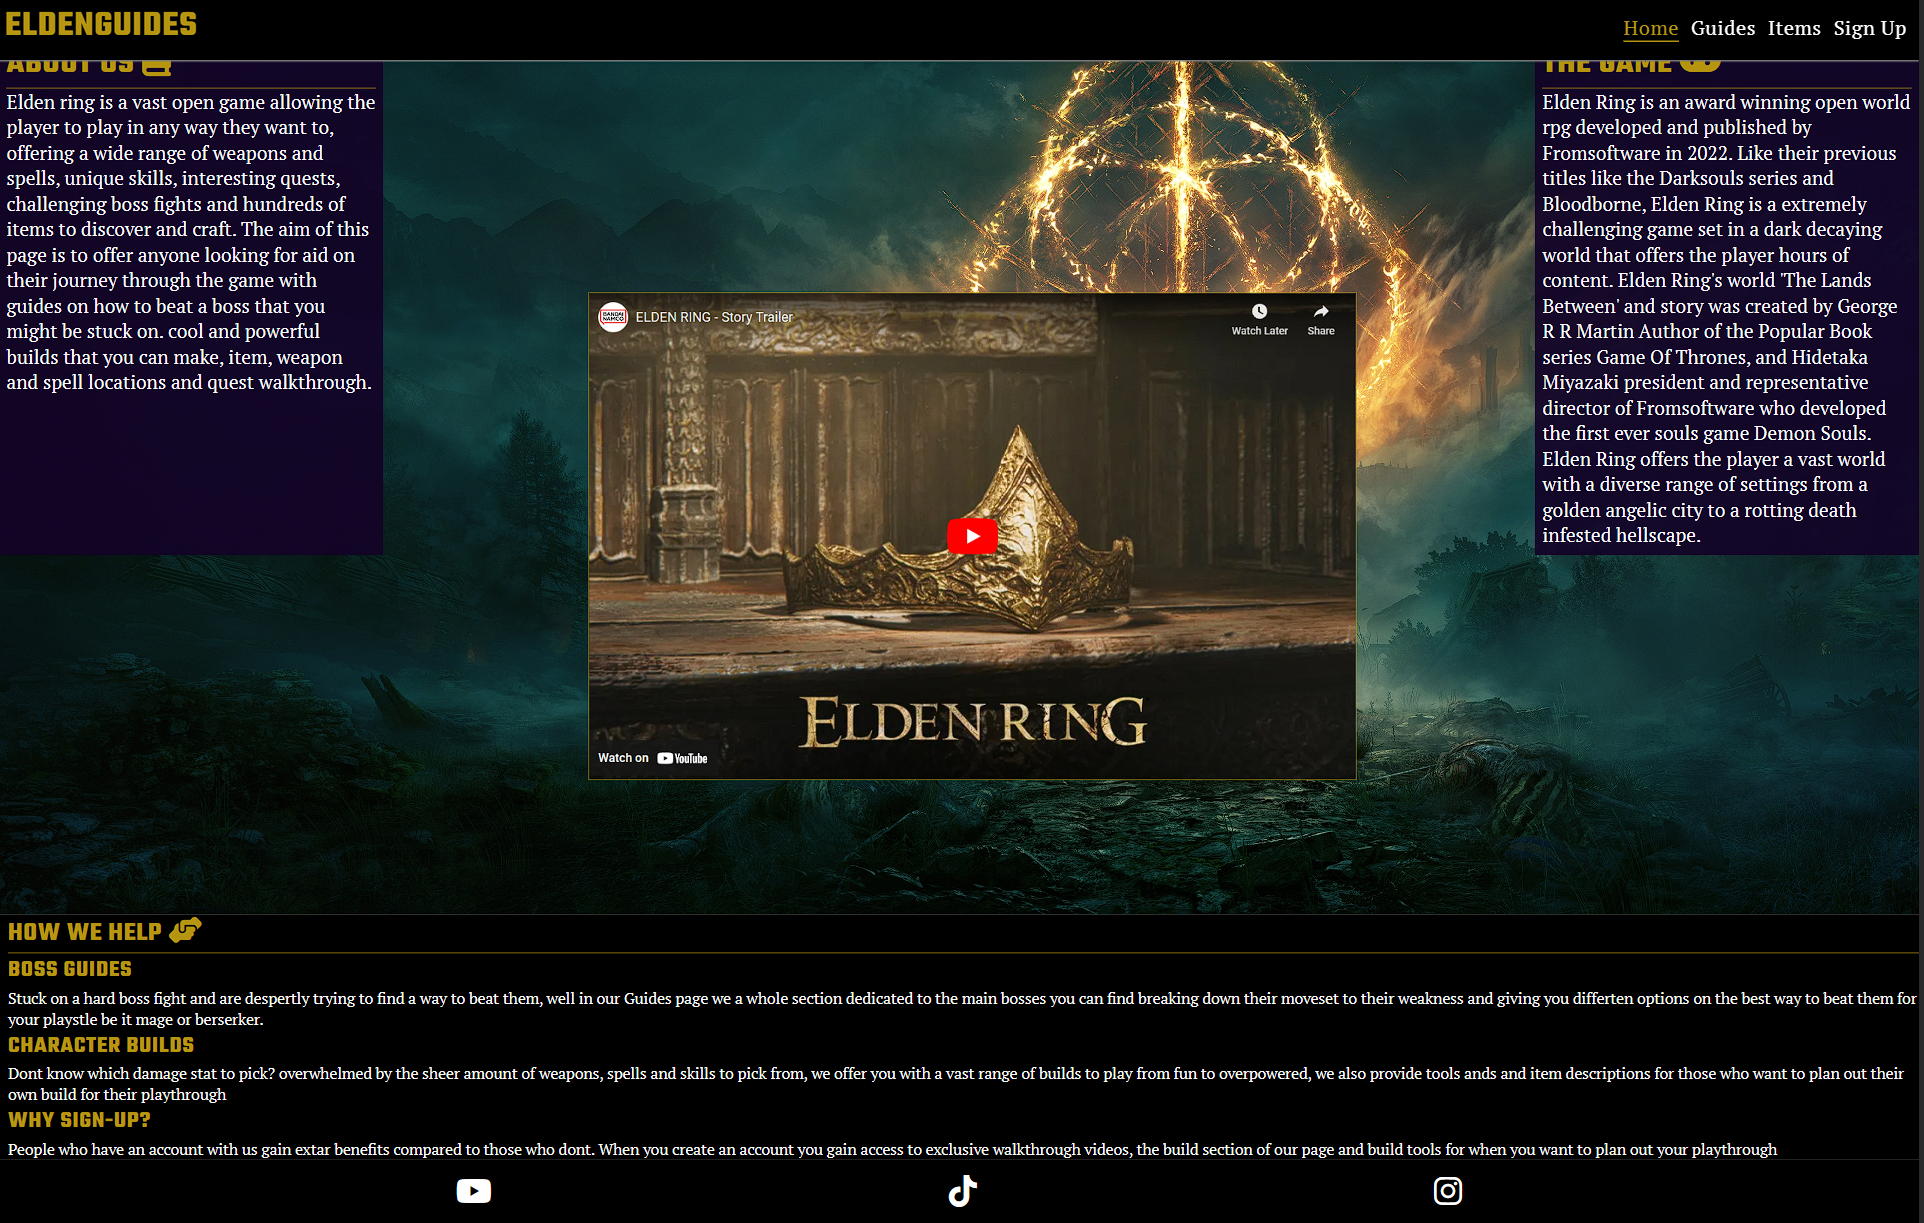 ELDENGUIDES
Home Guides Items Sign Up
ABOUT US
Elden ring is a vast open game allowing the
player to play in any way they want to,
offering a wide range of weapons and
spells, unique skills, interesting quests,
challenging boss fights and hundreds of
items to discover and craft. The aim of this
page is to offer anyone looking for aid on
their journey through the game with
guides on how to beat a boss that you
might be stuck on. cool and powerful
builds that you can make, item, weapon
and spell locations and quest walkthrough.
BANDAI
NAMCO
ELDEN RING - Story Trailer
Watch Later
Share
ELDEN RING
Watch on YouTube
THE GAME
Elden Ring is an award winning open world
rpg developed and published by
Fromsoftware in 2022. Like their previous
titles like the Darksouls series and
Bloodborne, Elden Ring is a extremely
challenging game set in a dark decaying
world that offers the player hours of
content. Elden Ring's world 'The Lands
Between' and story was created by George
R R Martin Author of the Popular Book
series Game Of Thrones, and Hidetaka
Miyazaki president and representative
director of Fromsoftware who developed
the first ever souls game Demon Souls.
Elden Ring offers the player a vast world
with a diverse range of settings from a
golden angelic city to a rotting death
infested hellscape.
HOW WE HELP
BOSS GUIDES
Stuck on a hard boss fight and are despertly trying to find a way to beat them, well in our Guides page we a whole section dedicated to the main bosses you can find breaking down their moveset to their weakness and giving you differten options on the best way to beat them for
your playstle be it mage or berserker.
CHARACTER BUILDS
Dont know which damage stat to pick? overwhelmed by the sheer amount of weapons, spells and skills to pick from, we offer you with a vast range of builds to play from fun to overpowered, we also provide tools ands and item descriptions for those who want to plan out their
own build for their playthrough
WHY SIGN-UP?
People who have an account with us gain extar benefits compared to those who dont. When you create an account you gain access to exclusive walkthrough videos, the build section of our page and build tools for when you want to plan out your playthrough